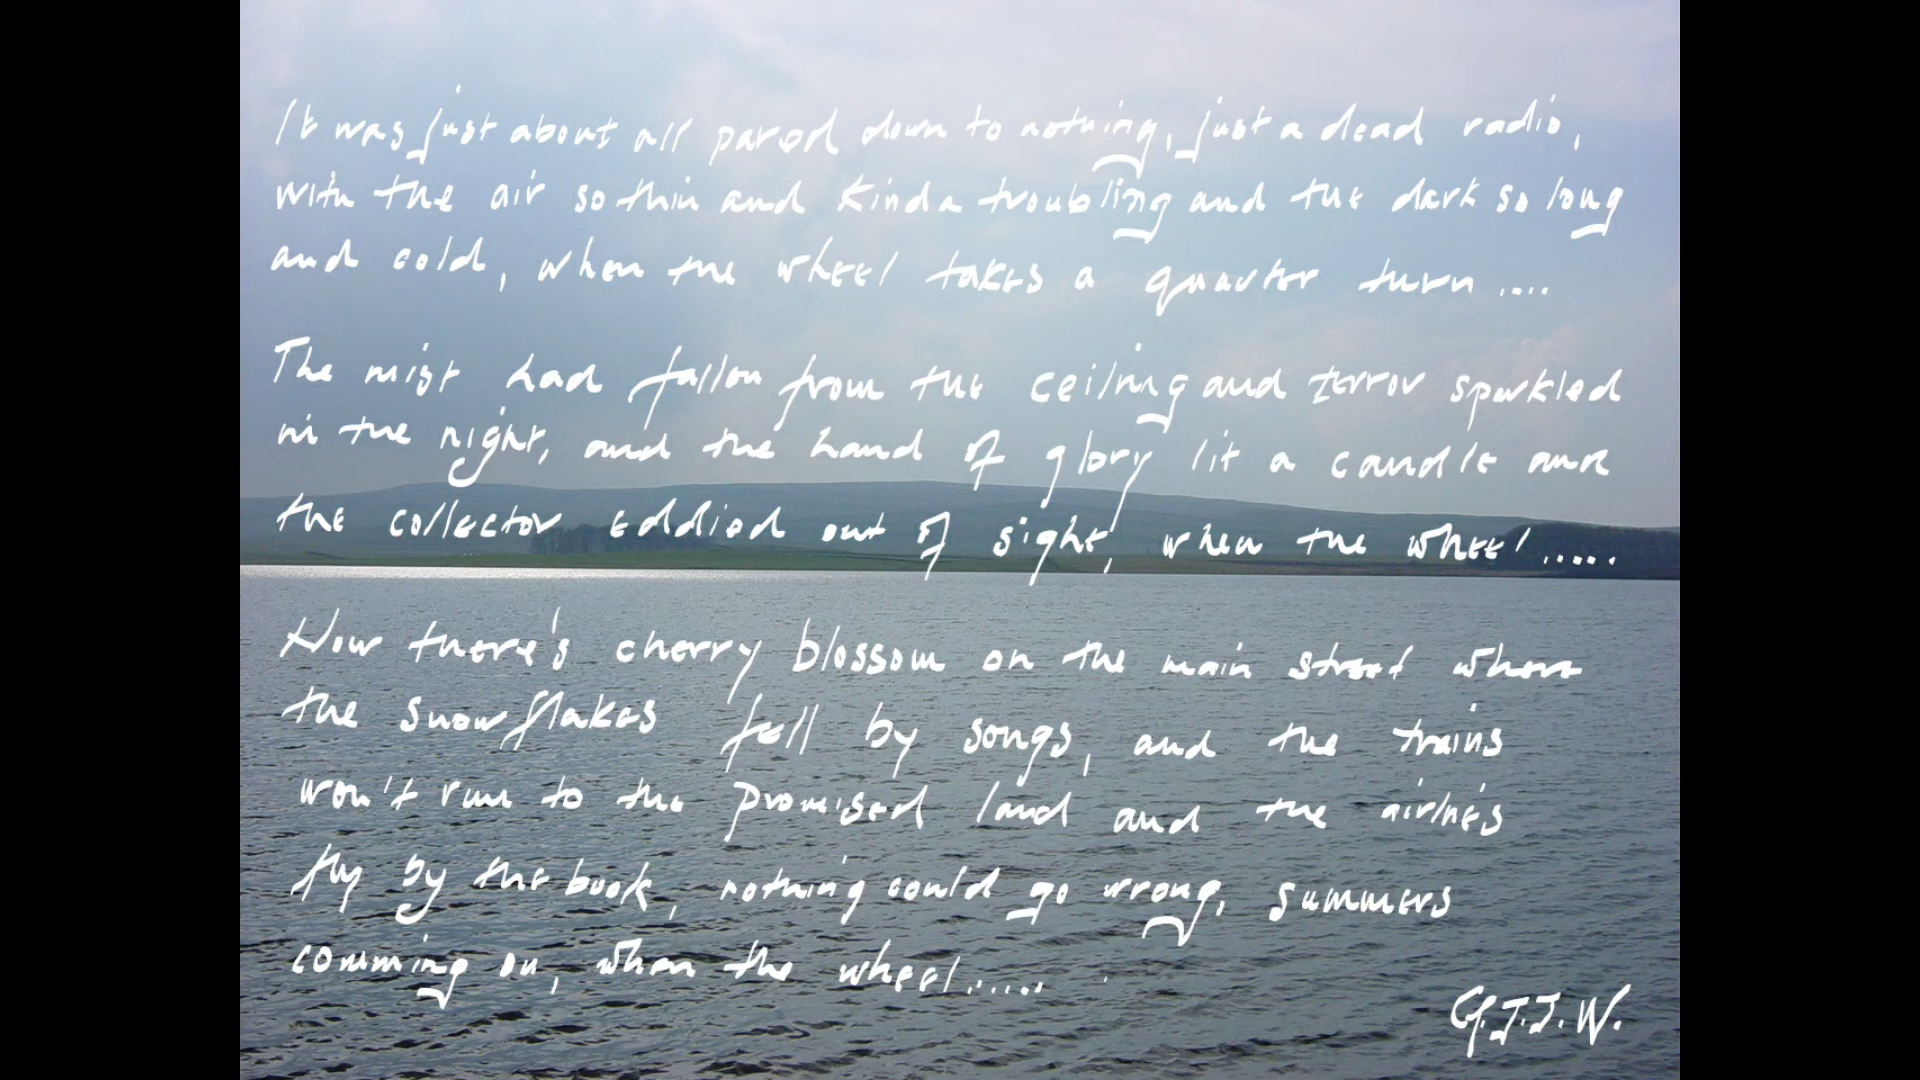 It was just about all pared down to nothing, just a dead radio,
with the air so thin and kinda troubling and the dark so long
and cold, when the wheel takes a quarter turn ....
The mist had fallen from the ceiling and terror sparkled
in the night, and the hand of glory lit a candle and
the collector eddied out of sight, when the wheel .....
Now there's cherry blossom on the main street where
the snowflakes fell by songs, and the trains
won't run to the promised land and the airlines
fly by the book, nothing could go wrong, summers
comming on, when the wheel.....
G.J.J.W.